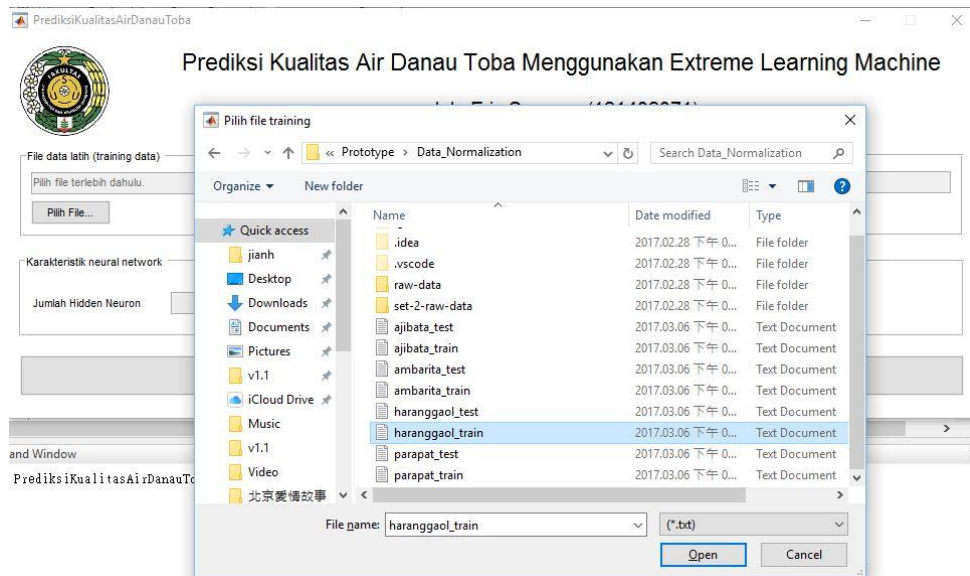 PrediksiKualitasAirDanauToba
Prediksi Kualitas Air Danau Toba Menggunakan Extreme Learning Machine
FAKULTAS
Pilih file training
« Prototype > Data_Normalization
Search Data_Normalization
File data latih (training data)
Pilih file terlebih dahulu.
Pilih File...
Karakteristik neural network
Jumlah Hidden Neuron
Organize
New folder
Quick access
jianh
Desktop
Downloads
Documents
Pictures
v1.1
iCloud Drive
Music
v1.1
Video
北京愛情故事
Name Date modified Type
.idea 2017.02.28 下午 0... File folder
.vscode 2017.02.28 下午 0... File folder
raw-data 2017.02.28 下午 0... File folder
set-2-raw-data 2017.02.28 下午 0... File folder
ajibata_test 2017.03.06 下午 0... Text Document
ajibata_train 2017.03.06 下午 0... Text Document
ambarita_test 2017.03.06 下午 0... Text Document
ambarita_train 2017.03.06 下午 0... Text Document
haranggaol_test 2017.03.06 下午 0... Text Document
haranggaol_train 2017.03.06 下午 0... Text Document
parapat_test 2017.03.06 下午 0... Text Document
parapat_train 2017.03.06 下午 0... Text Document
File name: haranggaol_train (*.txt)
Open Cancel
and Window
PrediksiKualitasAirDanauTo